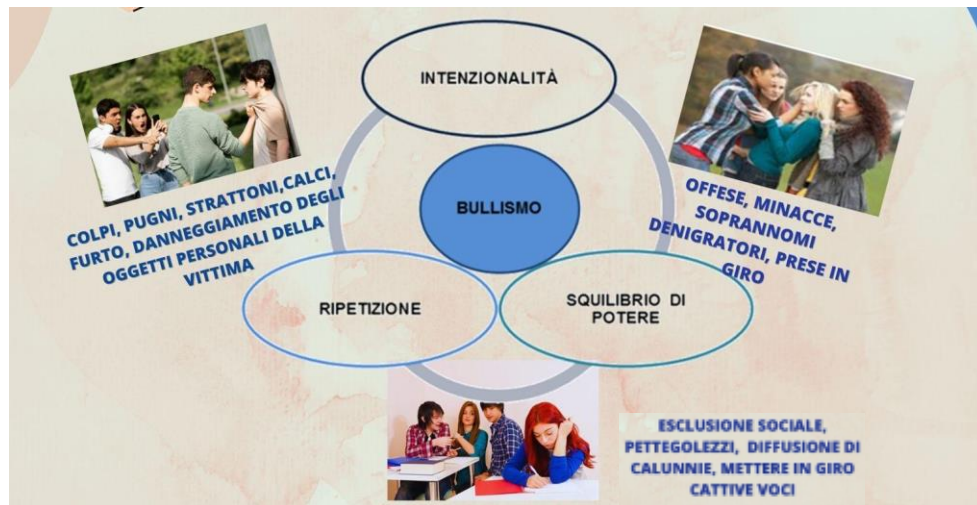 INTENZIONALITÀ
BULLISMO
RIPETIZIONE
SQUILIBRIO DI
POTERE
COLPI, PUGNI, STRATTONI,CALCI,
FURTO, DANNEGGIAMENTO DEGLI
OGGETTI PERSONALI DELLA
VITTIMA
OFFESE, MINACCE,
SOPRANNOMI
DENIGRATORI, PRESE IN
GIRO
ESCLUSIONE SOCIALE,
PETTEGOLEZZI, DIFFUSIONE DI
CALUNNIE, METTERE IN GIRO
CATTIVE VOCI